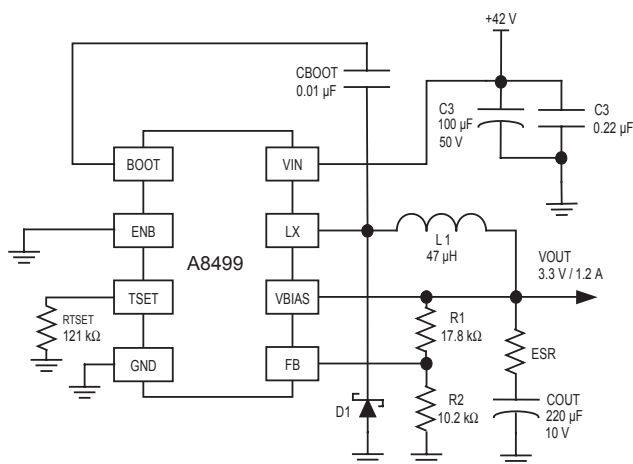 +42 V
CBOOT
0.01 µF
C3
100 µF
50 V
C3
0.22 µF
BOOT
VIN
ENB
LX
A8499
L1
47 µH
VOUT
3.3 V / 1.2 A
TSET
VBIAS
RTSET
121 kΩ
R1
17.8 kΩ
GND
FB
ESR
D1
R2
10.2 kΩ
COUT
220 µF
10 V